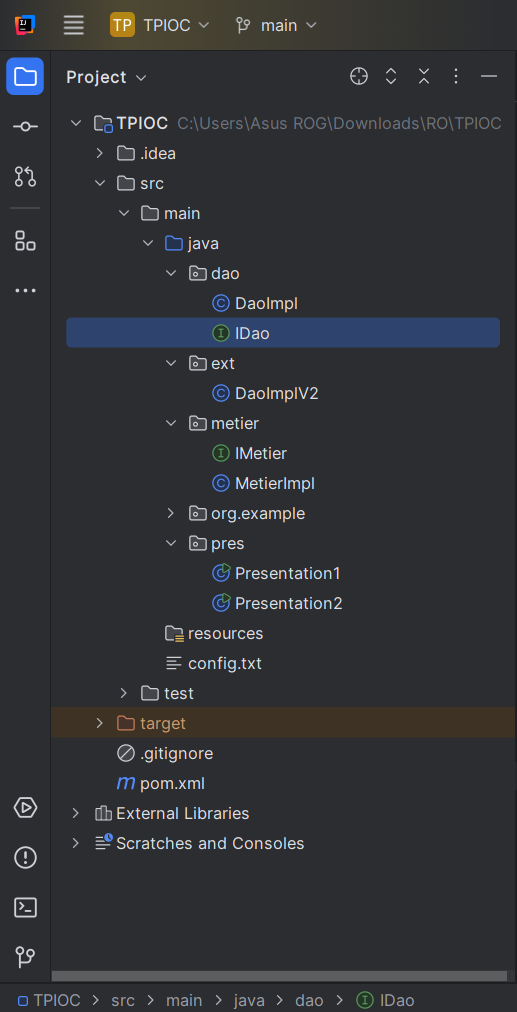 TP TPIOC main
Project
TPIOC C:\Users\Asus ROG\Downloads\RO\TPIOC
.idea
src
main
java
dao
DaoImpl
IDao
ext
DaoImplV2
metier
IMetier
MetierImpl
org.example
pres
Presentation1
Presentation2
resources
config.txt
test
target
.gitignore
pom.xml
External Libraries
Scratches and Consoles
TPIOC > src > main > java > dao > IDao